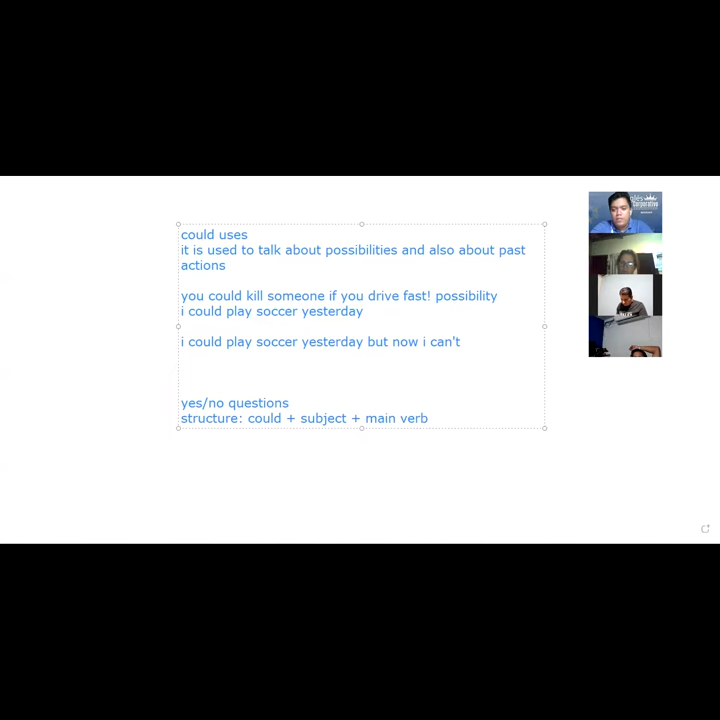 could uses
it is used to talk about possibilities and also about past
actions
you could kill someone if you drive fast! possibility
i could play soccer yesterday
i could play soccer yesterday but now i can't
yes/no questions
structure: could + subject + main verb
Corporativo